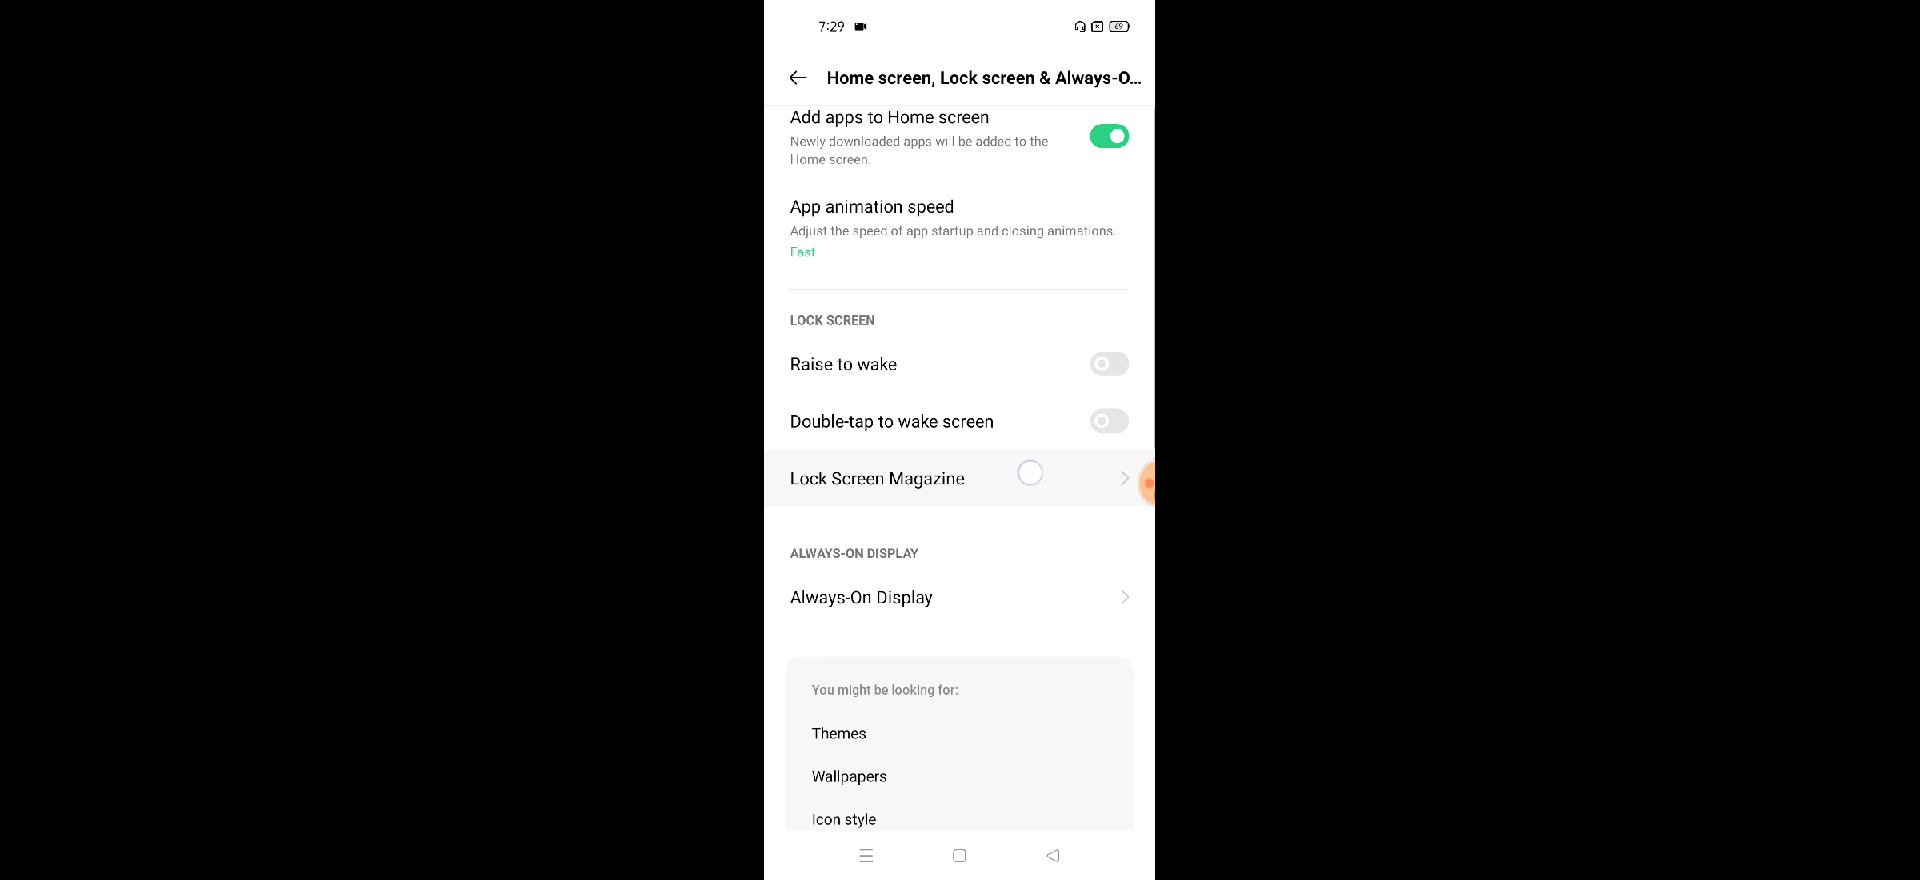 7:29
69
Home screen, Lock screen & Always-O...
Add apps to Home screen
Newly downloaded apps will be added to the
Home screen.
App animation speed
Adjust the speed of app startup and closing animations.
Fast
LOCK SCREEN
Raise to wake
Double-tap to wake screen
Lock Screen Magazine
ALWAYS-ON DISPLAY
Always-On Display
You might be looking for:
Themes
Wallpapers
Icon style